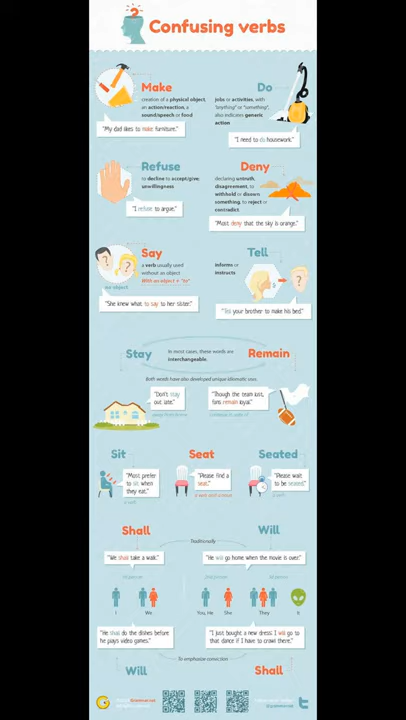 ?
Confusing verbs
Make
creation of a physical object,
an action/reaction, a
sound/speech or food
"My dad likes to make furniture."
Do
jobs or activities, with
"anything" or "something",
also indicates generic
action
"I need to do housework."
Refuse
to decline to accept/give;
unwillingness
"I refuse to argue."
Deny
declaring untruth,
disagreement, to
withhold or disown
something, to reject or
contradict
"Most deny that the sky is orange."
Say
a verb usually used
without an object
With an object + "to"
"She knew what to say to her sister."
Tell
informs or
instructs
"Tell your brother to make his bed."
Stay
In most cases, these words are
interchangeable.
Remain
Both words have also developed unique idiomatic uses.
"Don't stay
out late."
"Though the team lost,
fans remain loyal."
Sit
"Most prefer
to sit when
they eat."
Seat
"Please find a
seat."
Seated
"Please wait
to be seated."
Shall
Will
Traditionally
"We shall take a walk."
"He will go home when the movie is over."
I
We
You, He
She
They
It
"He shall do the dishes before
he plays video games."
"I just bought a new dress; I will go to
that dance if I have to crawl there."
Will
To emphasize conviction
Shall